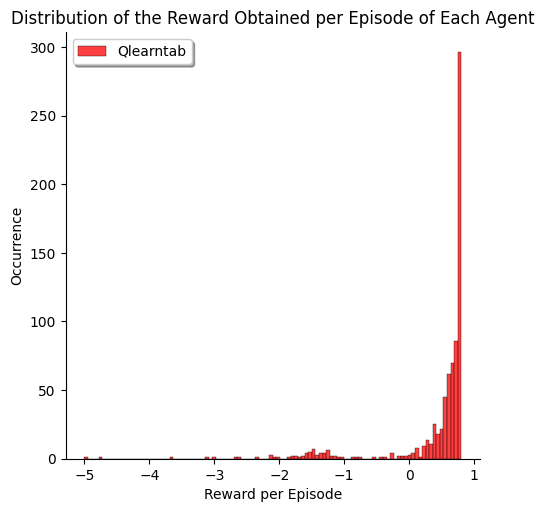 Distribution of the Reward Obtained per Episode of Each Agent
Qlearntab
Occurrence
300
250
200
150
100
50
0
−5 −4 −3 −2 −1 0 1
Reward per Episode